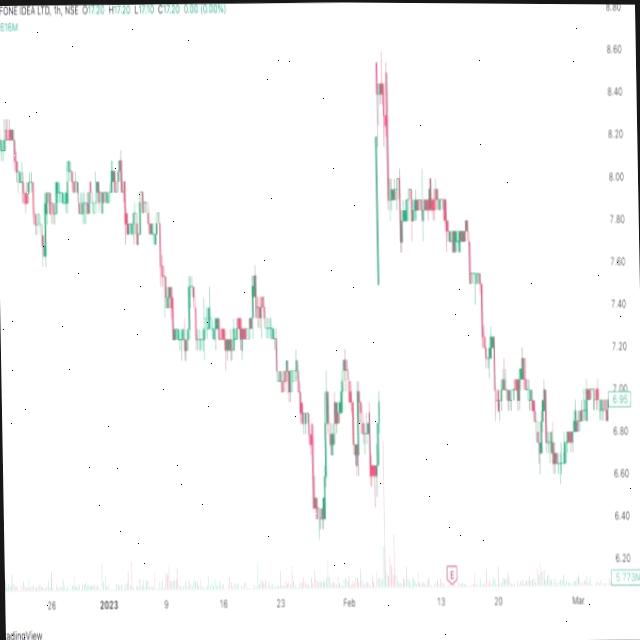 FONE IDEA LTD, 1h, NSE O17.20 H17.20 L17.10 C17.20 0.00 (0.00%)
616M
8.80
8.60
8.40
8.20
8.00
7.80
7.60
7.40
7.20
7.00
6.95
6.80
6.60
6.40
6.20
5.773M
E
26 2023 9 16 23 Feb 13 20 Mar
adingView